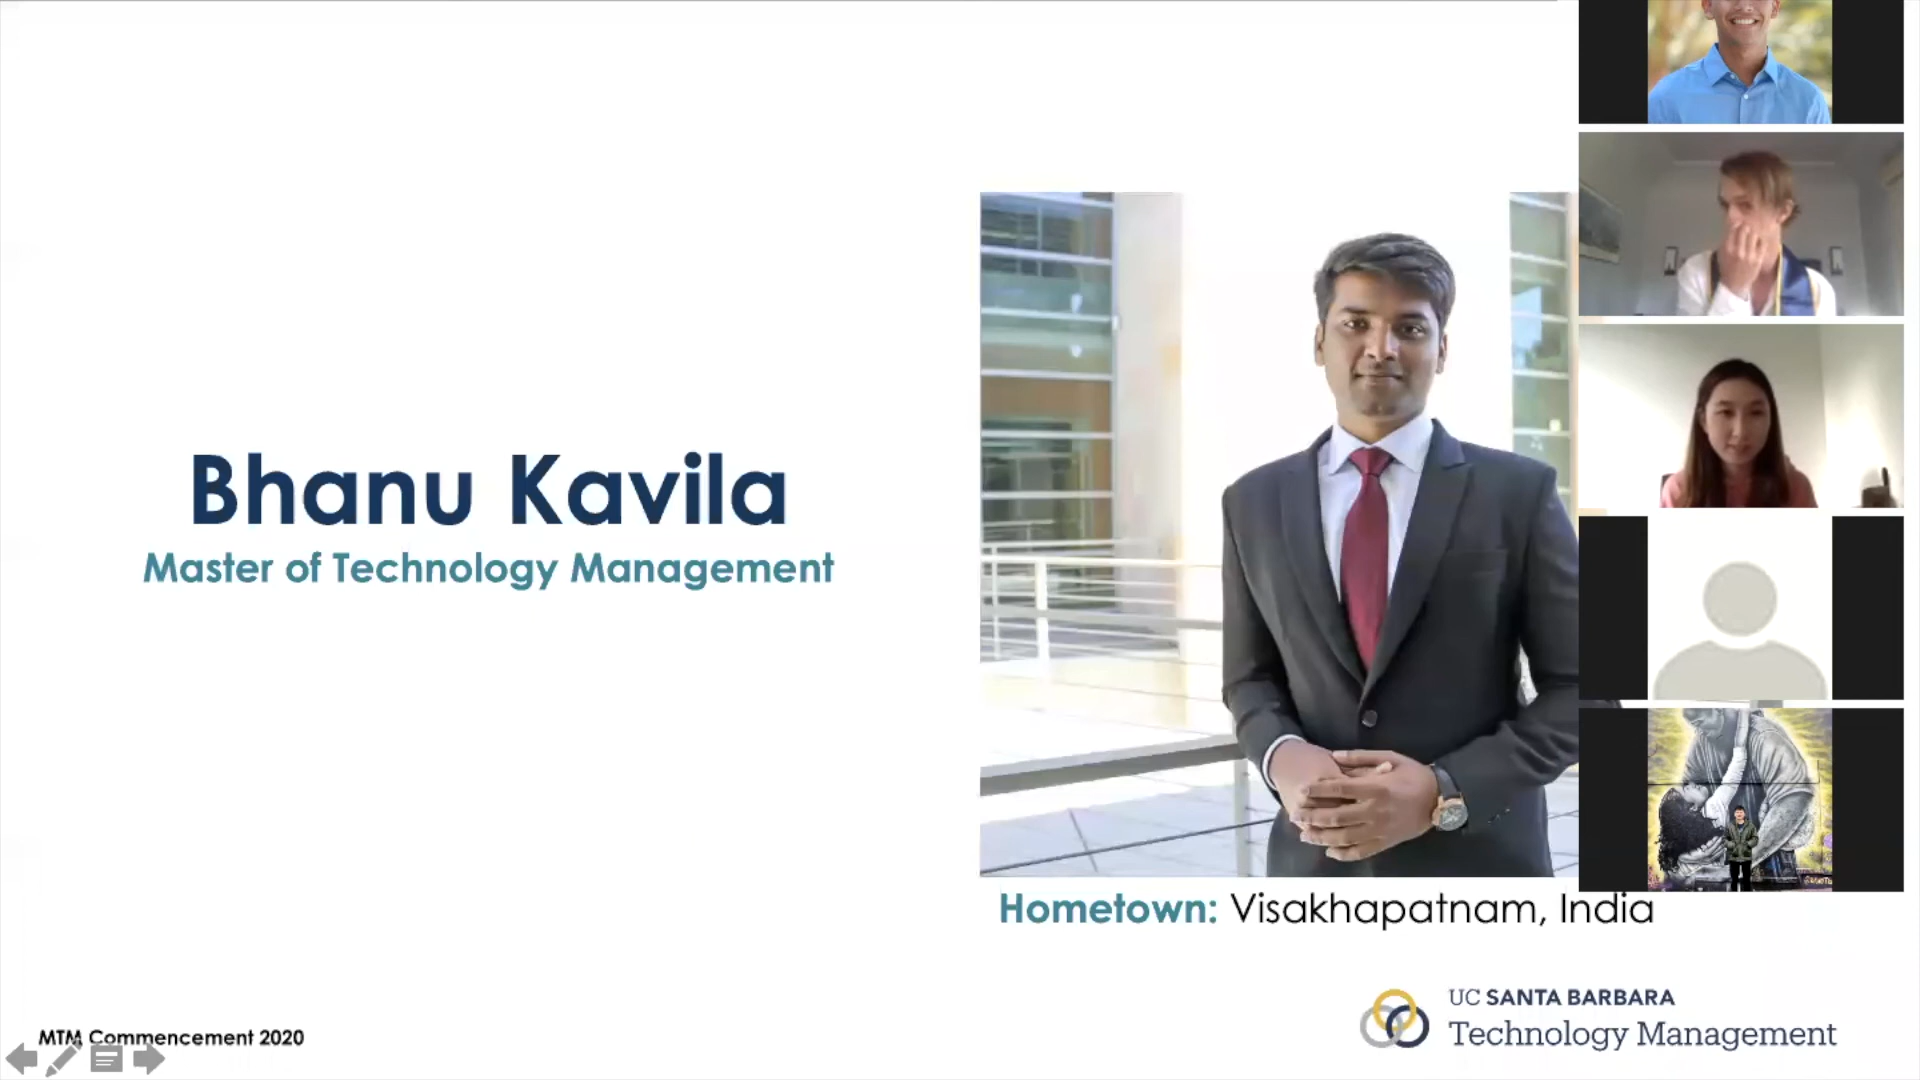 Bhanu Kavila
Master of Technology Management
Hometown: Visakhapatnam, India
MTM Commencement 2020
UC SANTA BARBARA
Technology Management